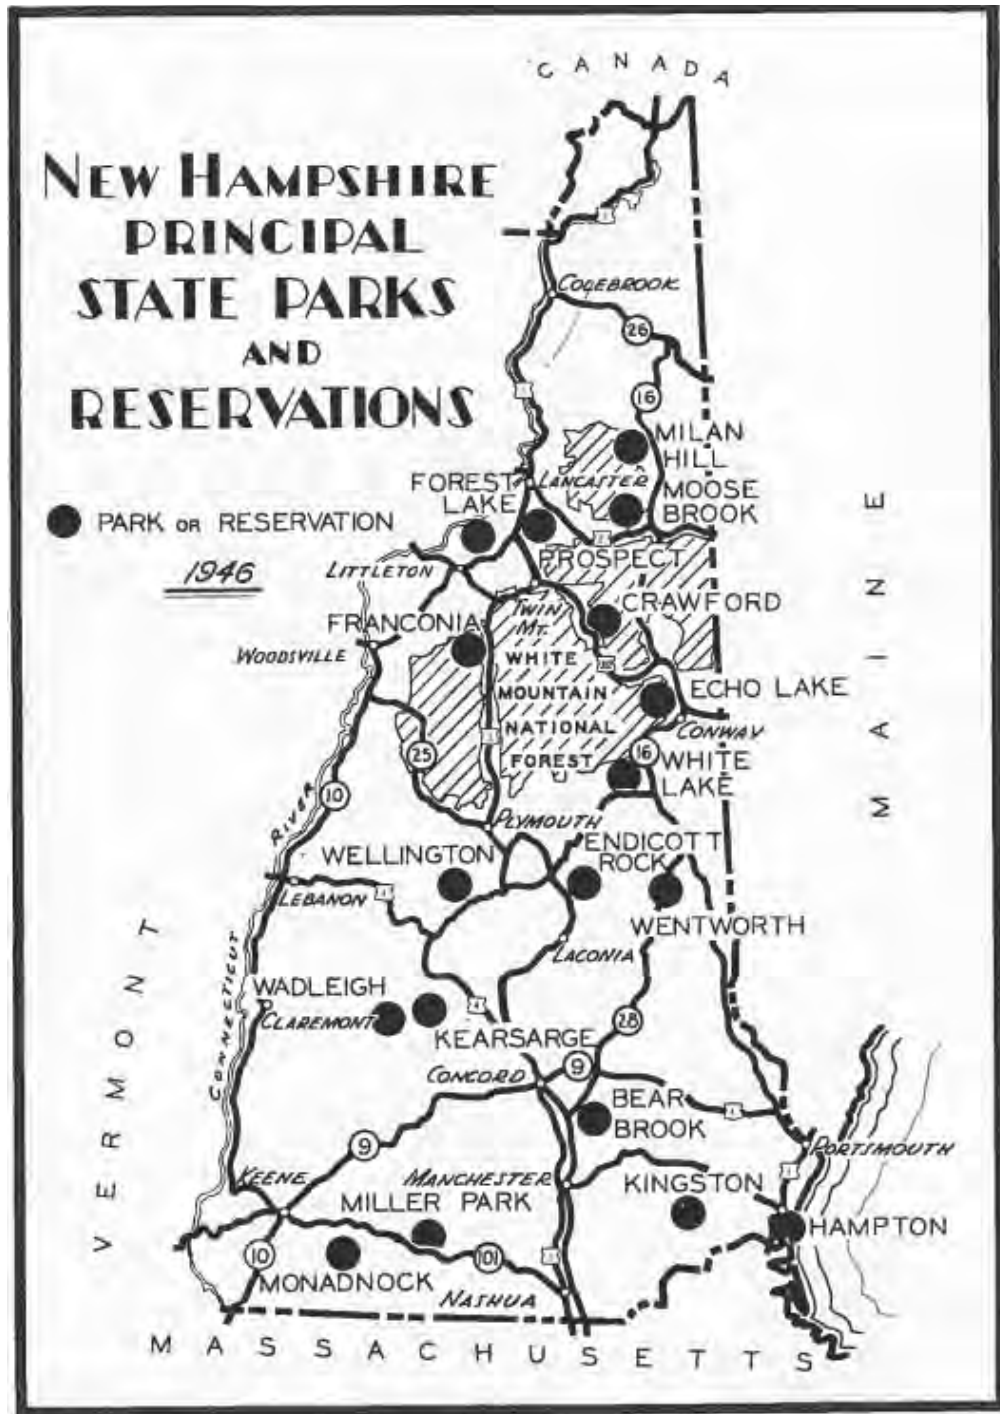 CANADA
NEW HAMPSHIRE
PRINCIPAL
STATE PARKS
AND
RESERVATIONS
COLEBROOK
26
16
MILAN
HILL
LANCASTER
FOREST
LAKE
MOOSE
BROOK
PARK OR RESERVATION
1946
PROSPECT
LITTLETON
TWIN
MT.
CRAWFORD
FRANCONIA
WOODSVILLE
WHITE
MOUNTAIN
NATIONAL
FOREST
ECHO LAKE
CONWAY
16
WHITE
LAKE
25
10
MAINE
PLYMOUTH
WELLINGTON
ENDICOTT
ROCK
LEBANON
4
WENTWORTH
LACONIA
CONNECTICUT
RIVER
WADLEIGH
CLAREMONT
4
KEARSARGE
28
9
CONCORD
BEAR
BROOK
4
VERMONT
9
PORTSMOUTH
KEENE
MANCHESTER
KINGSTON
MILLER PARK
HAMPTON
10
101
MONADNOCK
NASHUA
MASSACHUSETTS